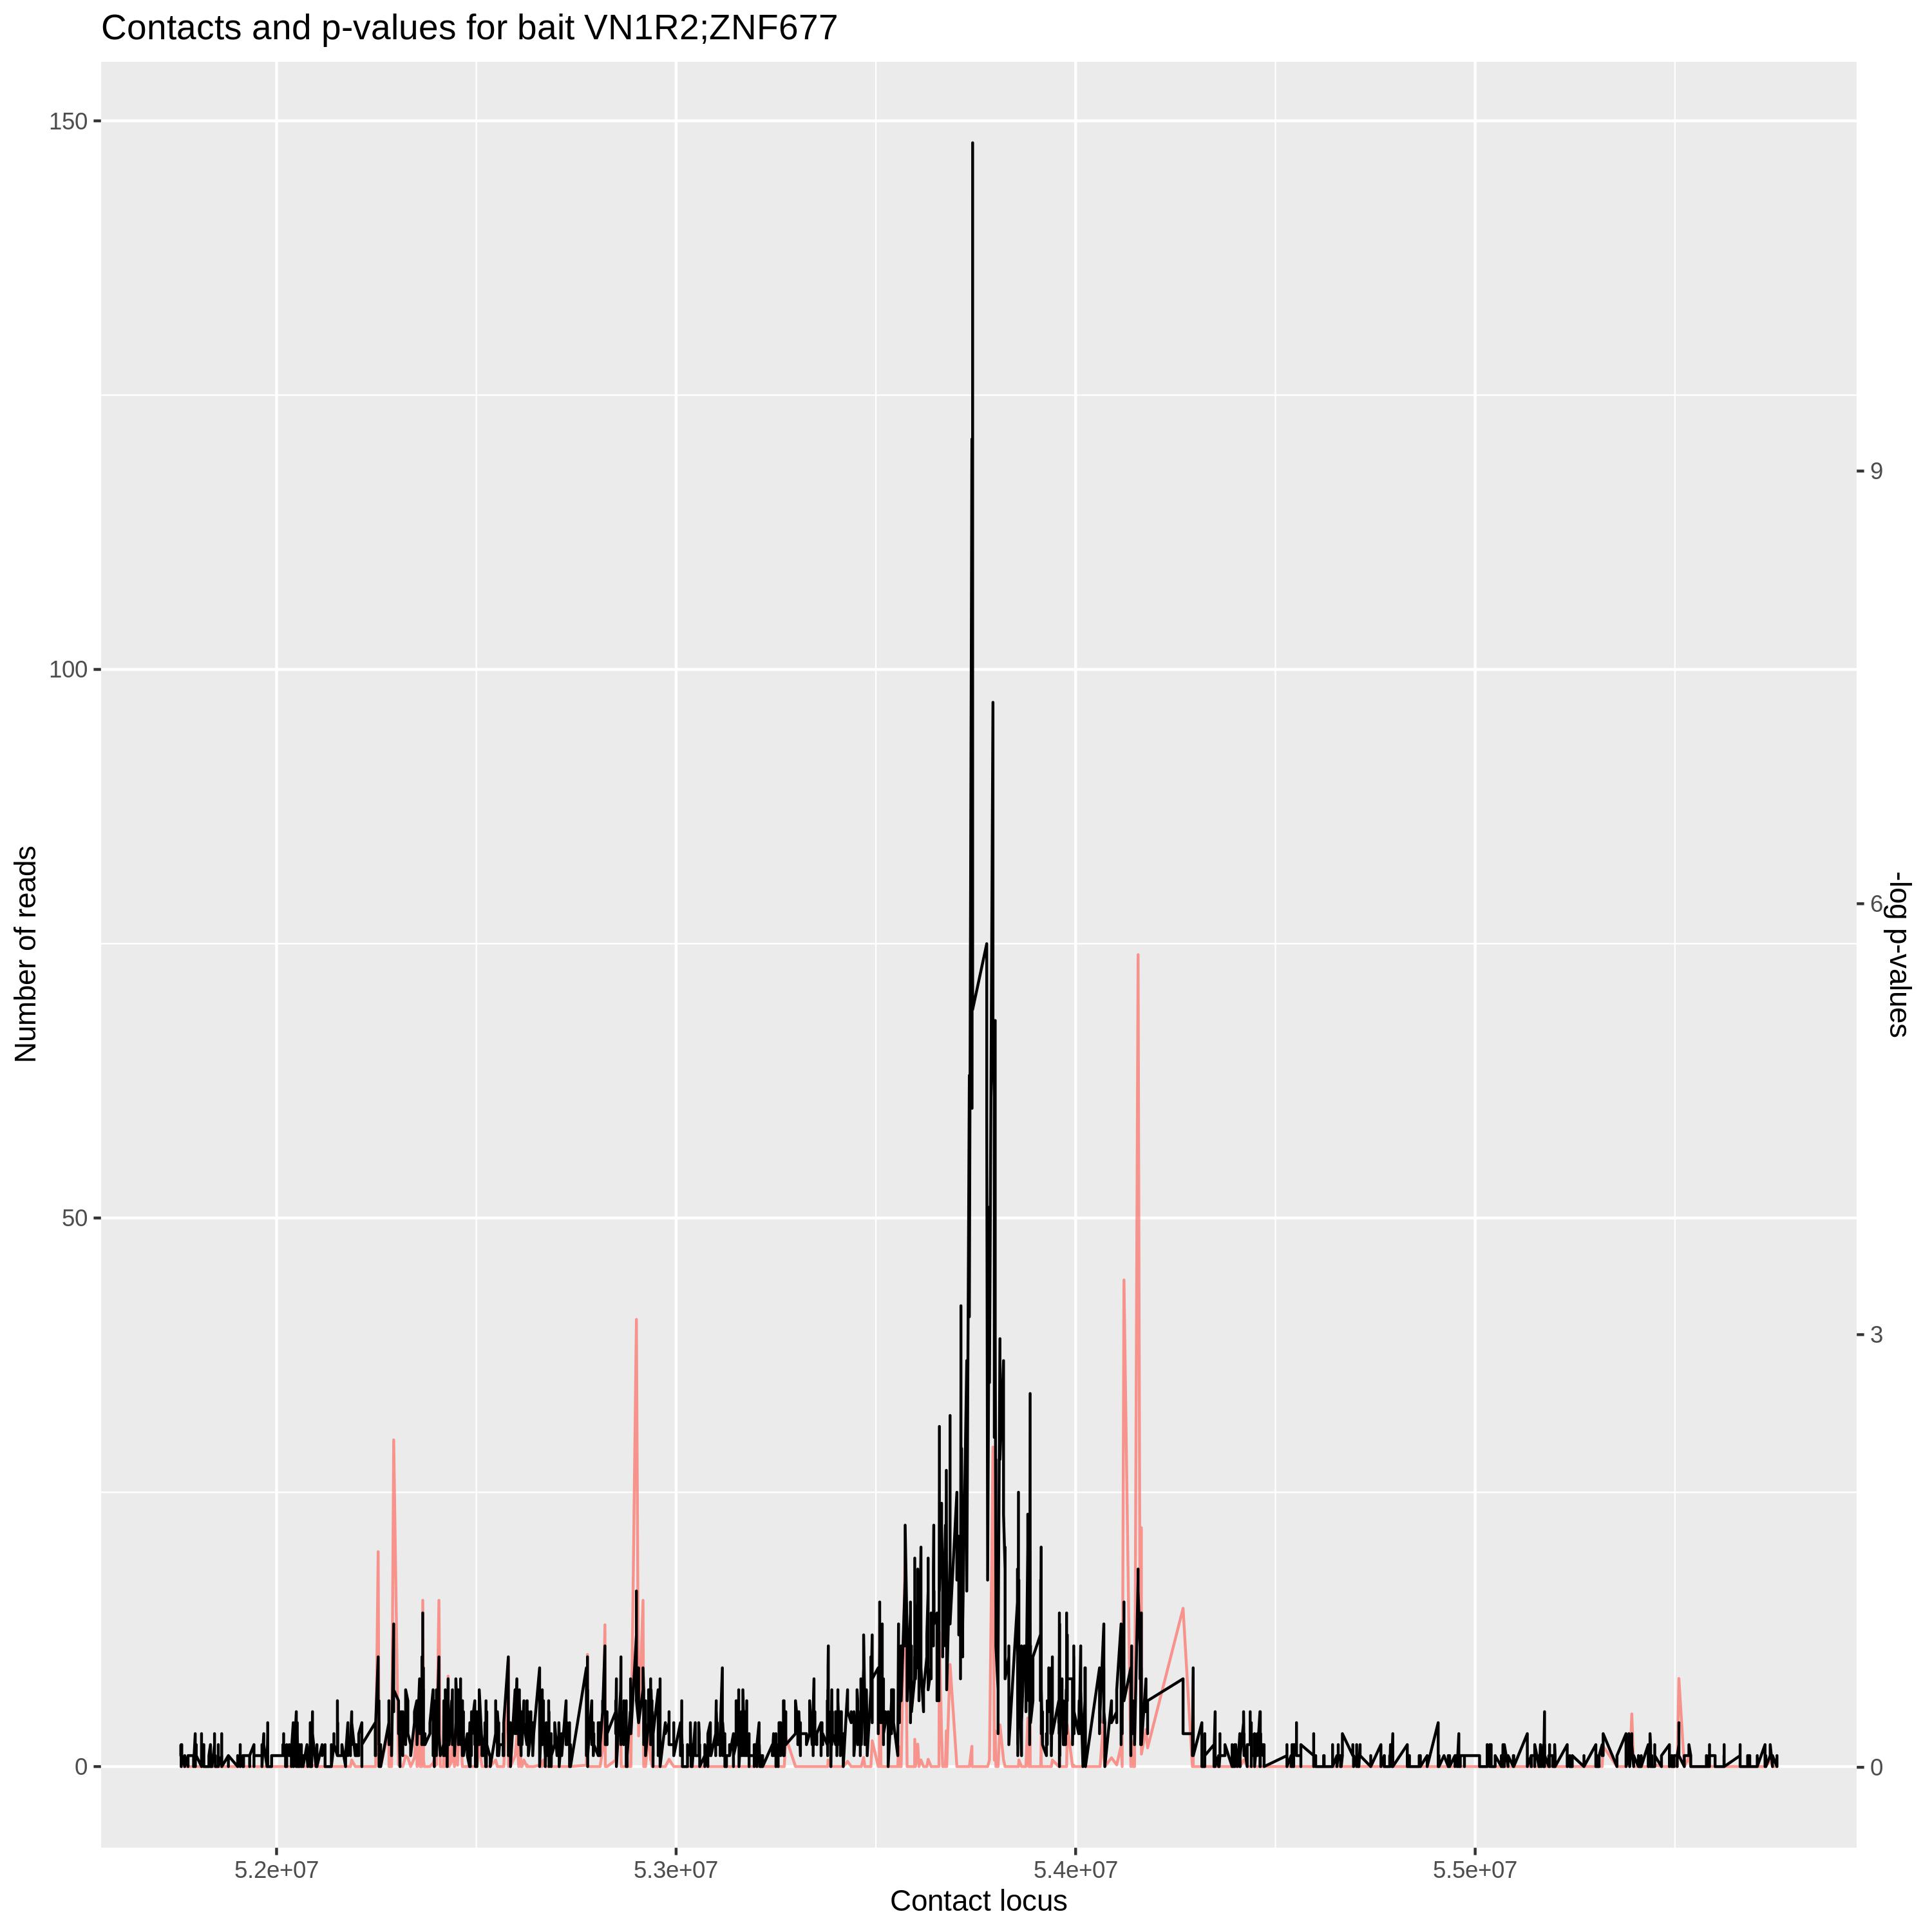 Contacts and p-values for bait VN1R2;ZNF677
150
100
50
0
Number of reads
9
6
3
0
-log p-values
5.2e+07
5.3e+07
5.4e+07
5.5e+07
Contact locus